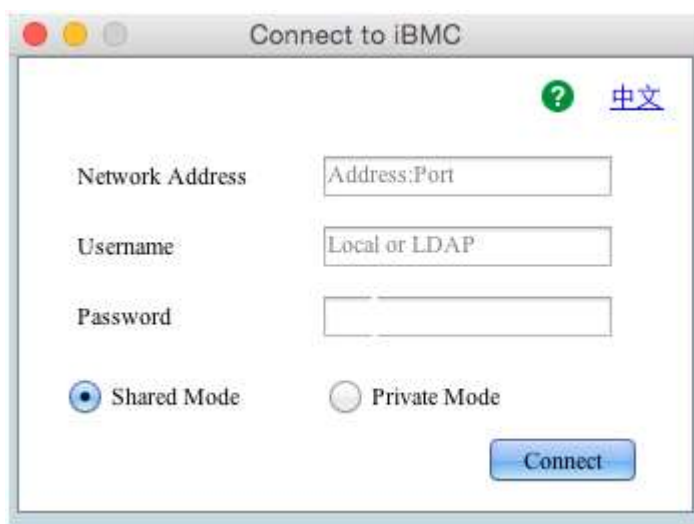 Connect to iBMC
? 中文
Network Address Address:Port
Username Local or LDAP
Password
Shared Mode Private Mode
Connect